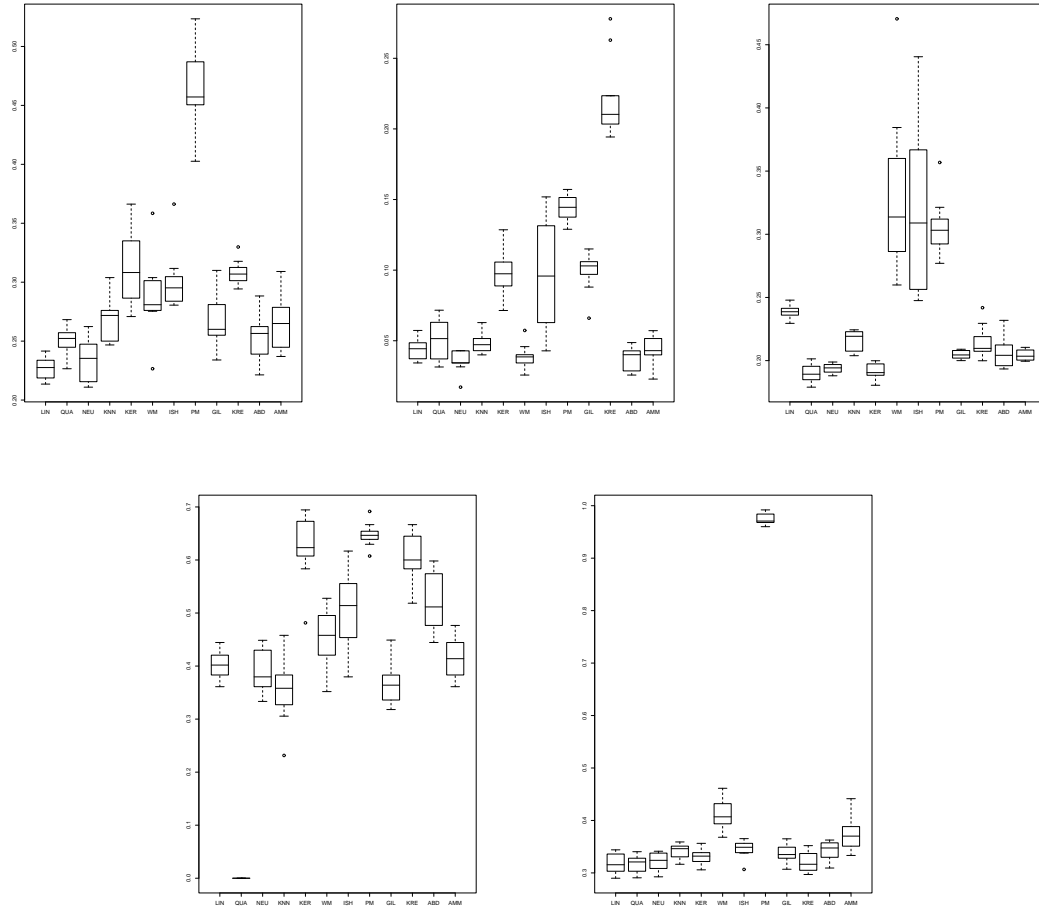 0.20 0.25 0.30 0.35 0.40 0.45 0.50
LIN QUA NEU KNN KER WM ISH PM GIL KRE ABD AMM
0.05 0.10 0.15 0.20 0.25
LIN QUA NEU KNN KER WM ISH PM GIL KRE ABD AMM
0.20 0.25 0.30 0.35 0.40 0.45
LIN QUA NEU KNN KER WM ISH PM GIL KRE ABD AMM
0.0 0.1 0.2 0.3 0.4 0.5 0.6 0.7
LIN QUA NEU KNN KER WM ISH PM GIL KRE ABD AMM
0.3 0.4 0.5 0.6 0.7 0.8 0.9 1.0
LIN QUA NEU KNN KER WM ISH PM GIL KRE ABD AMM